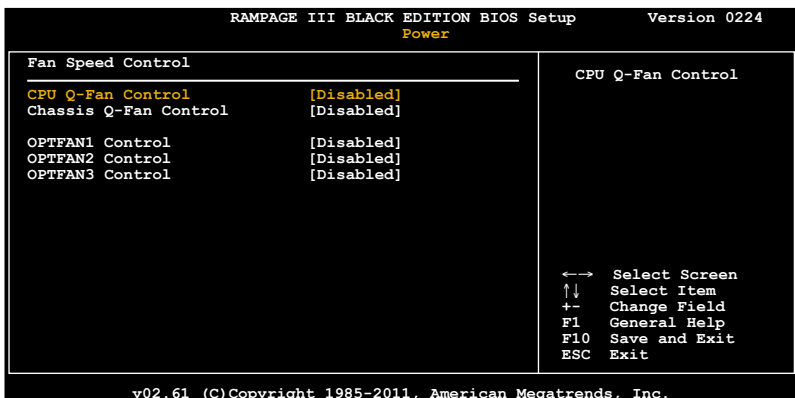 RAMPAGE III BLACK EDITION BIOS Setup Version 0224
Power
Fan Speed Control
CPU Q-Fan Control [Disabled]
Chassis Q-Fan Control [Disabled]
OPTFAN1 Control [Disabled]
OPTFAN2 Control [Disabled]
OPTFAN3 Control [Disabled]
CPU Q-Fan Control
←→ Select Screen
↑↓ Select Item
+- Change Field
F1 General Help
F10 Save and Exit
ESC Exit
v02.61 (C)Copyright 1985-2011, American Megatrends, Inc.